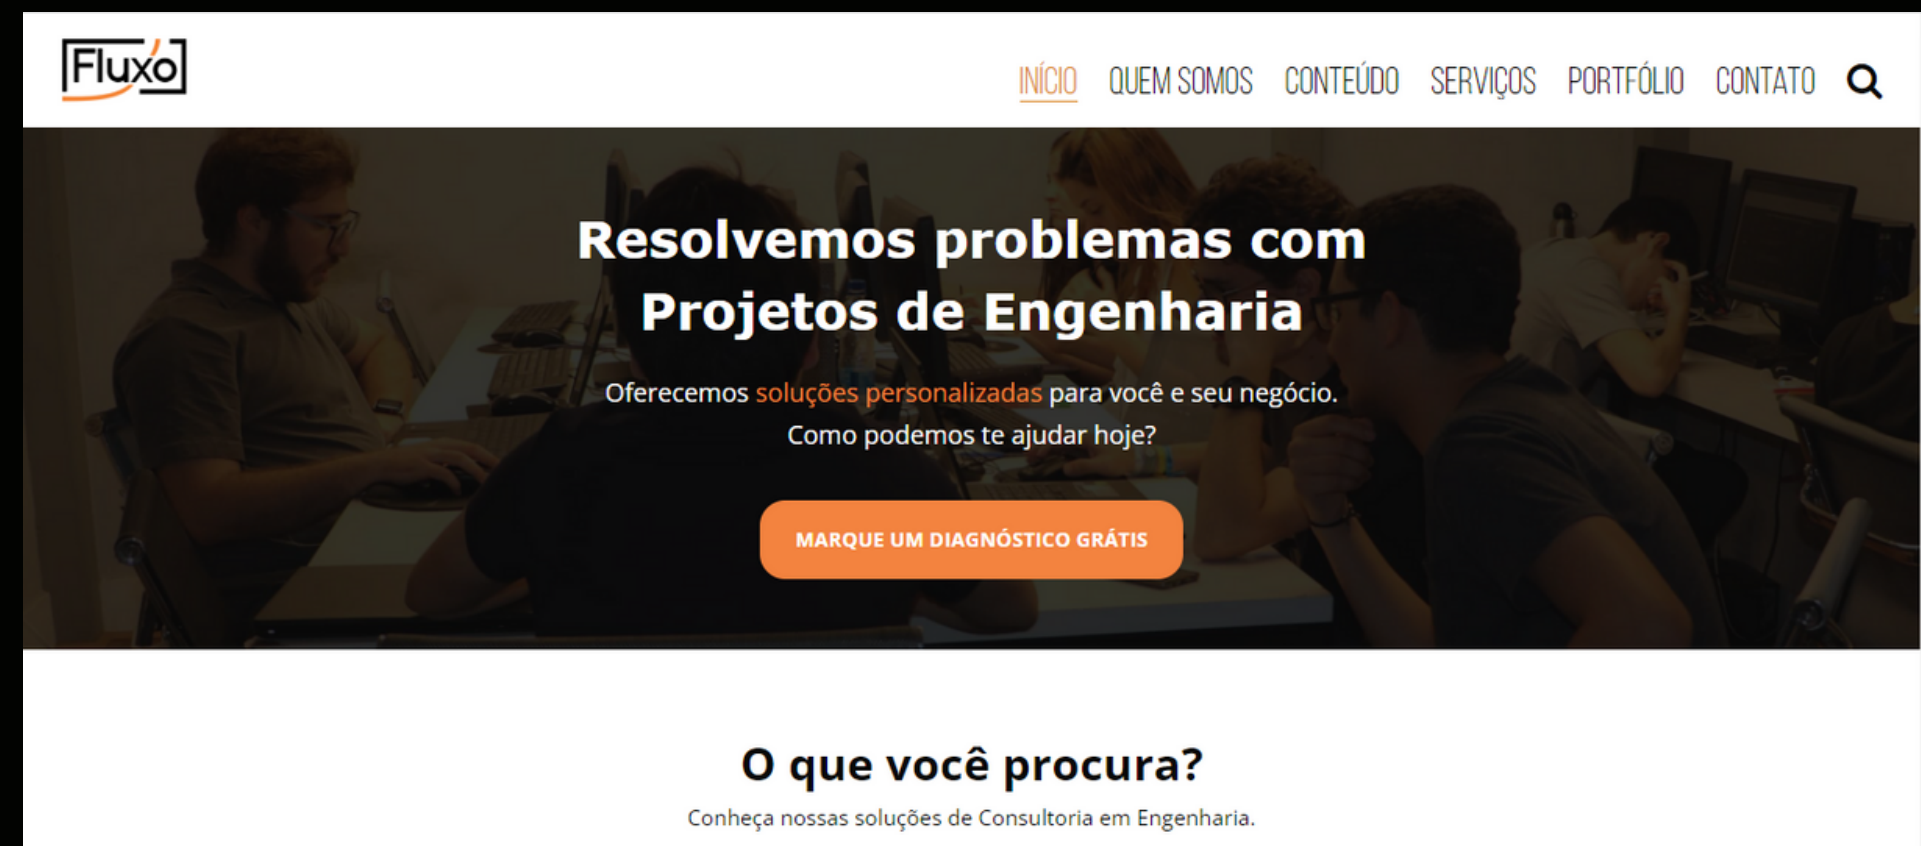 Fluxo
INÍCIO QUEM SOMOS CONTEÚDO SERVIÇOS PORTFÓLIO CONTATO
Resolvemos problemas com
Projetos de Engenharia
Oferecemos soluções personalizadas para você e seu negócio.
Como podemos te ajudar hoje?
MARQUE UM DIAGNÓSTICO GRÁTIS
O que você procura?
Conheça nossas soluções de Consultoria em Engenharia.